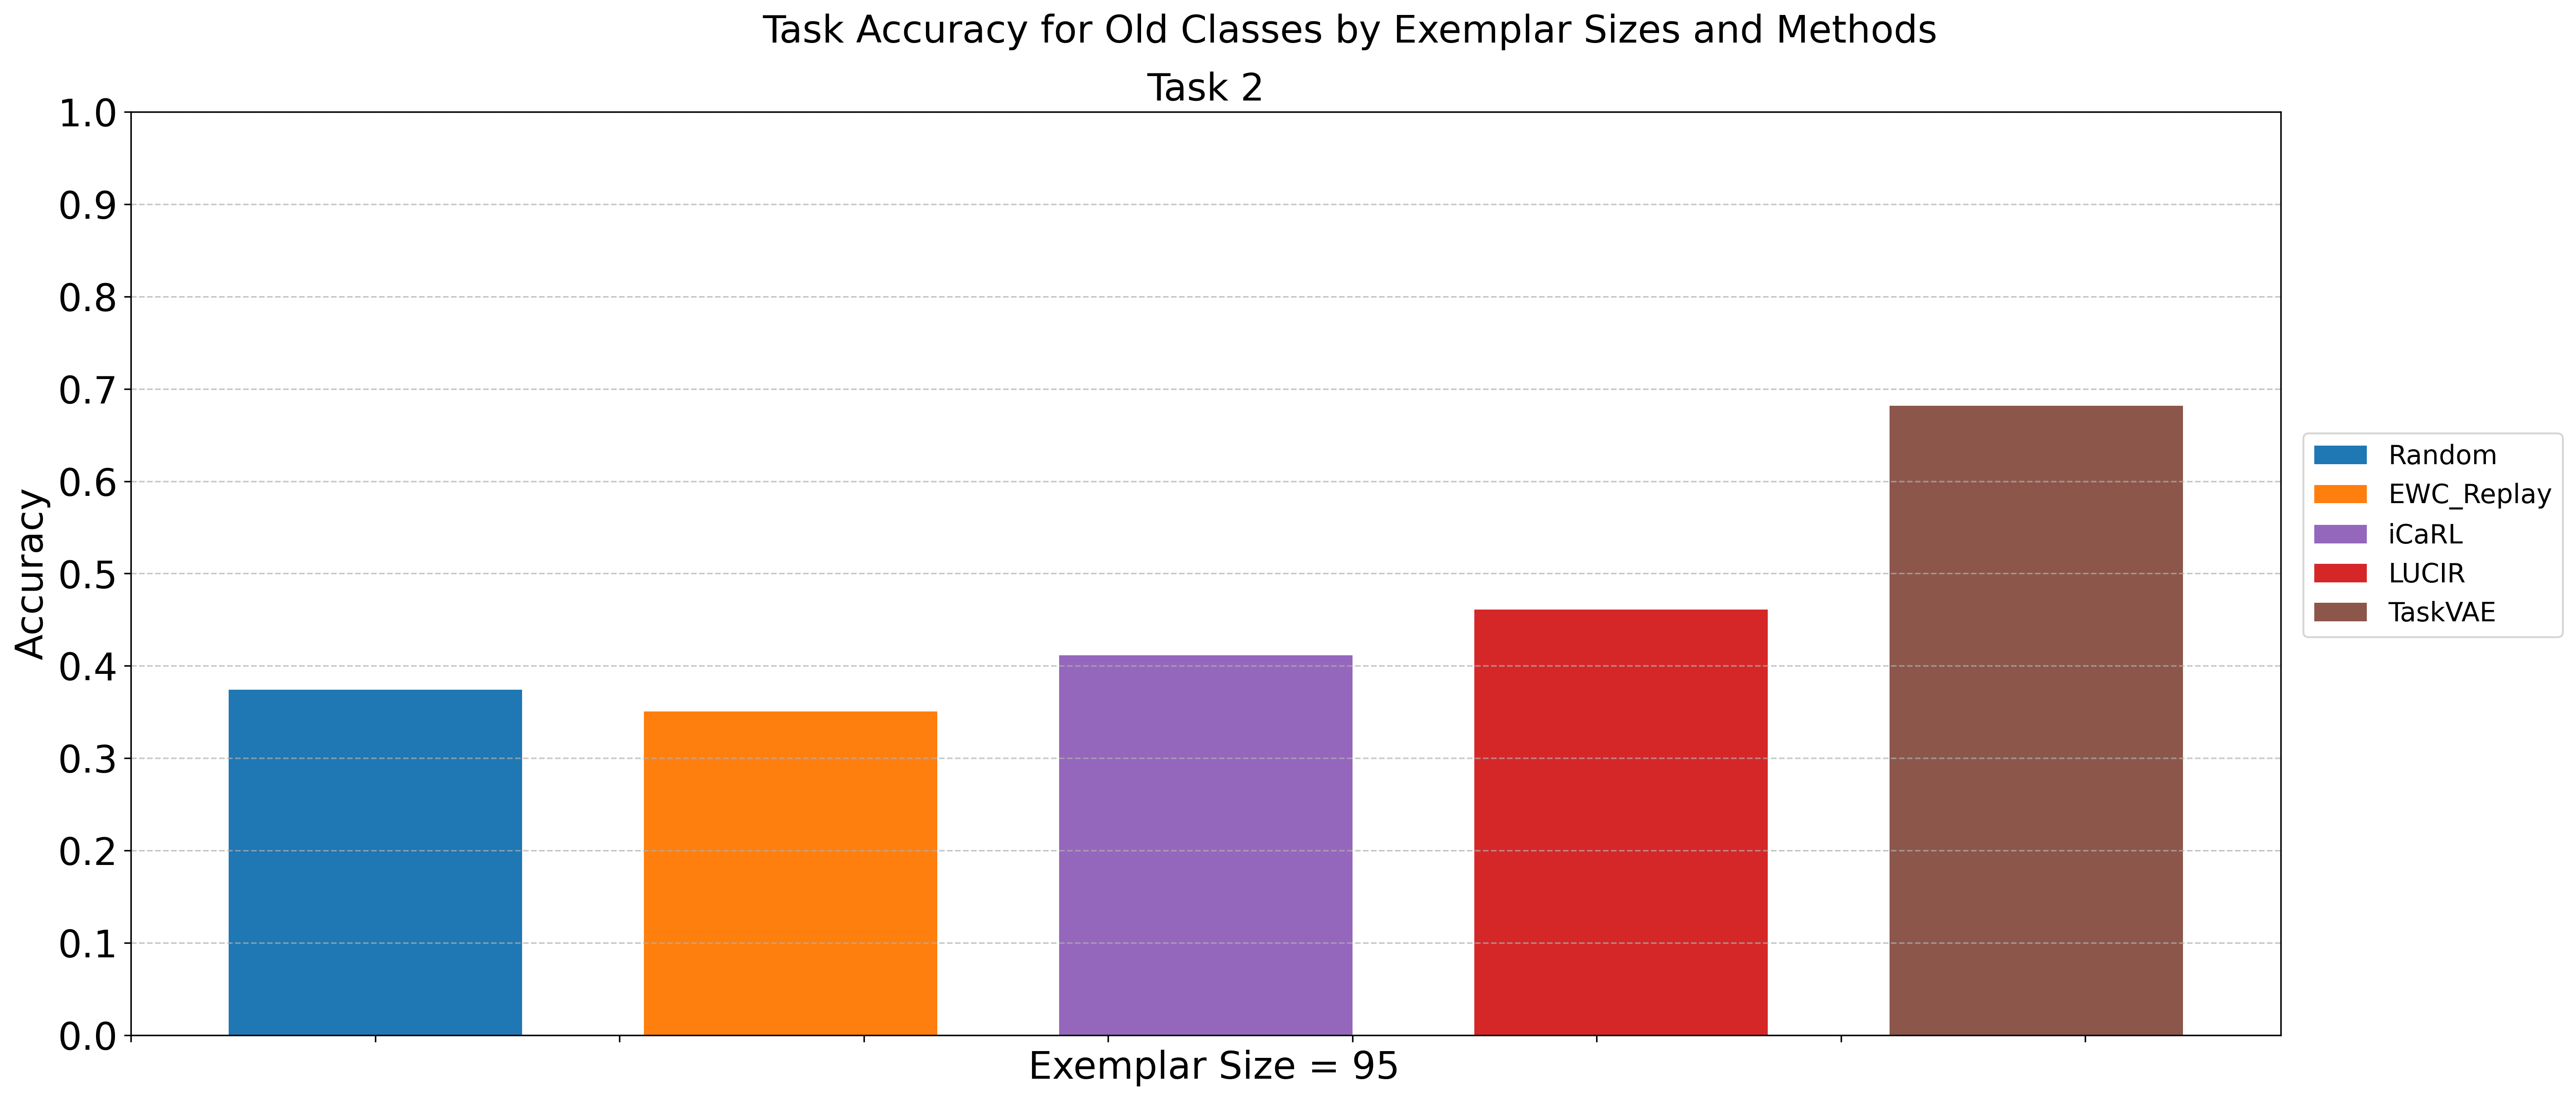 Task Accuracy for Old Classes by Exemplar Sizes and Methods
Task 2
1.0
0.9
0.8
0.7
0.6
0.5
0.4
0.3
0.2
0.1
0.0
Accuracy
Exemplar Size = 95
Random
EWC_Replay
iCaRL
LUCIR
TaskVAE